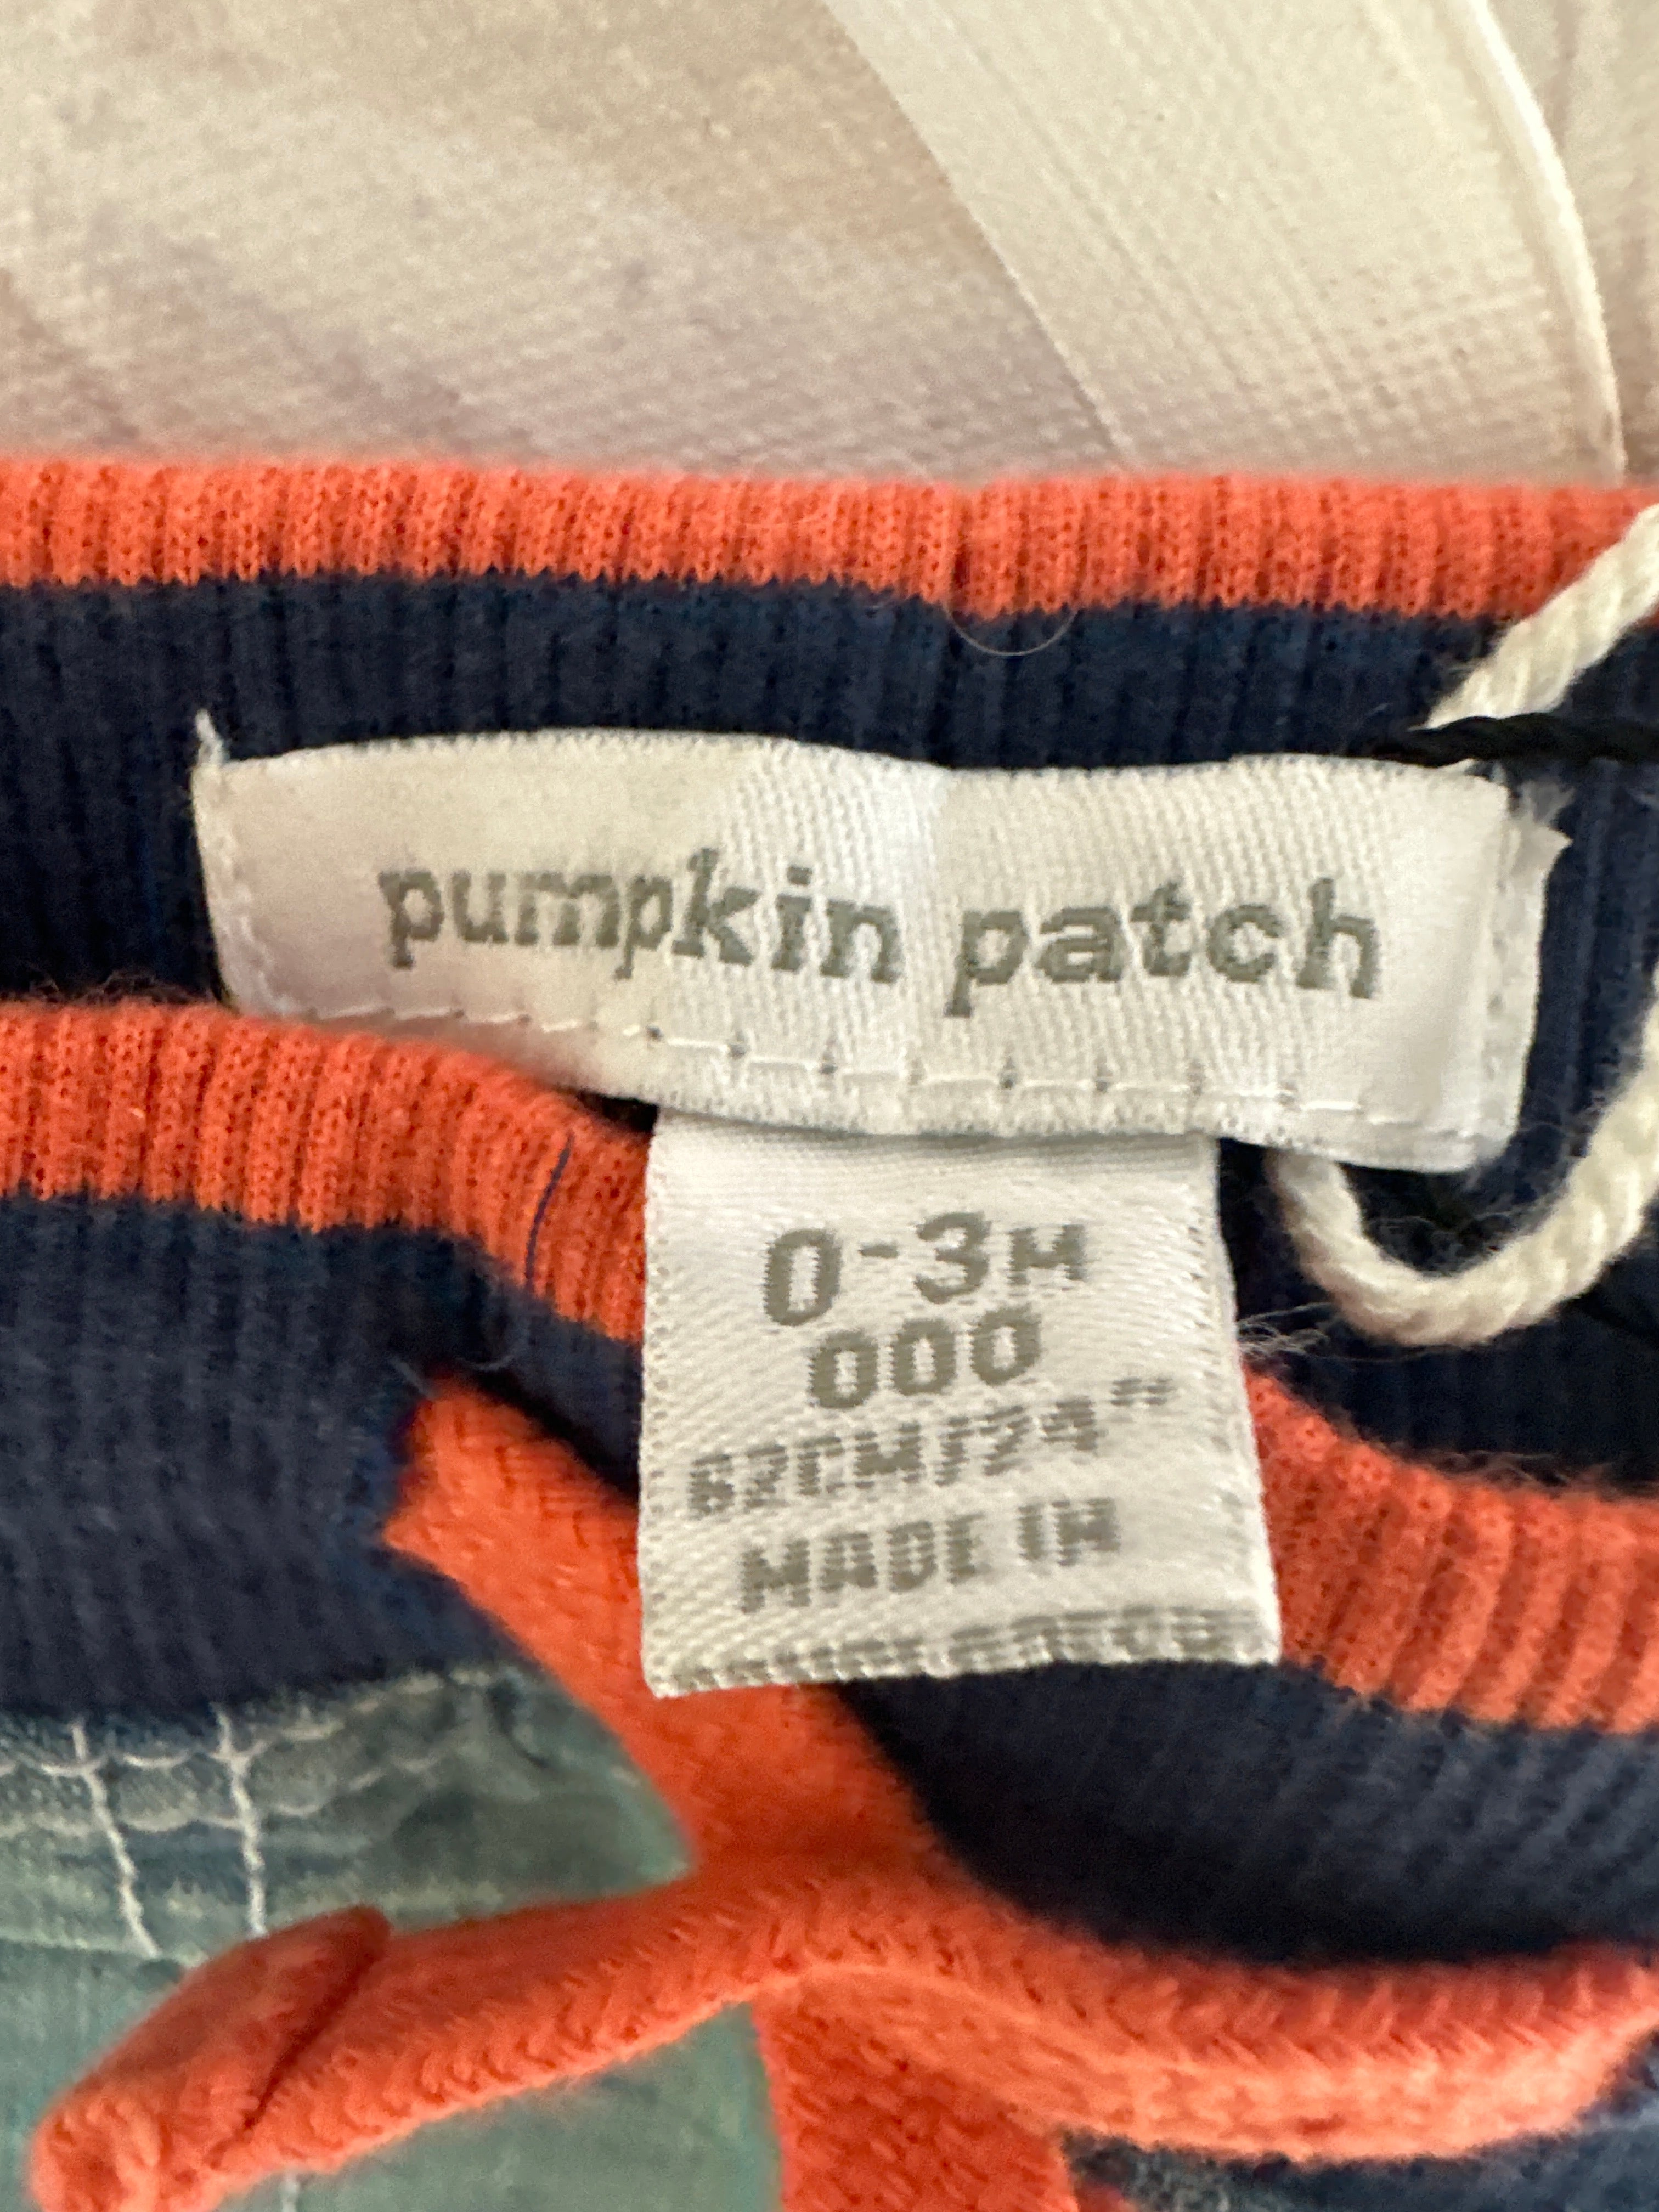 pumpkin patch
0-3M
000
62CM/24"
MADE IN